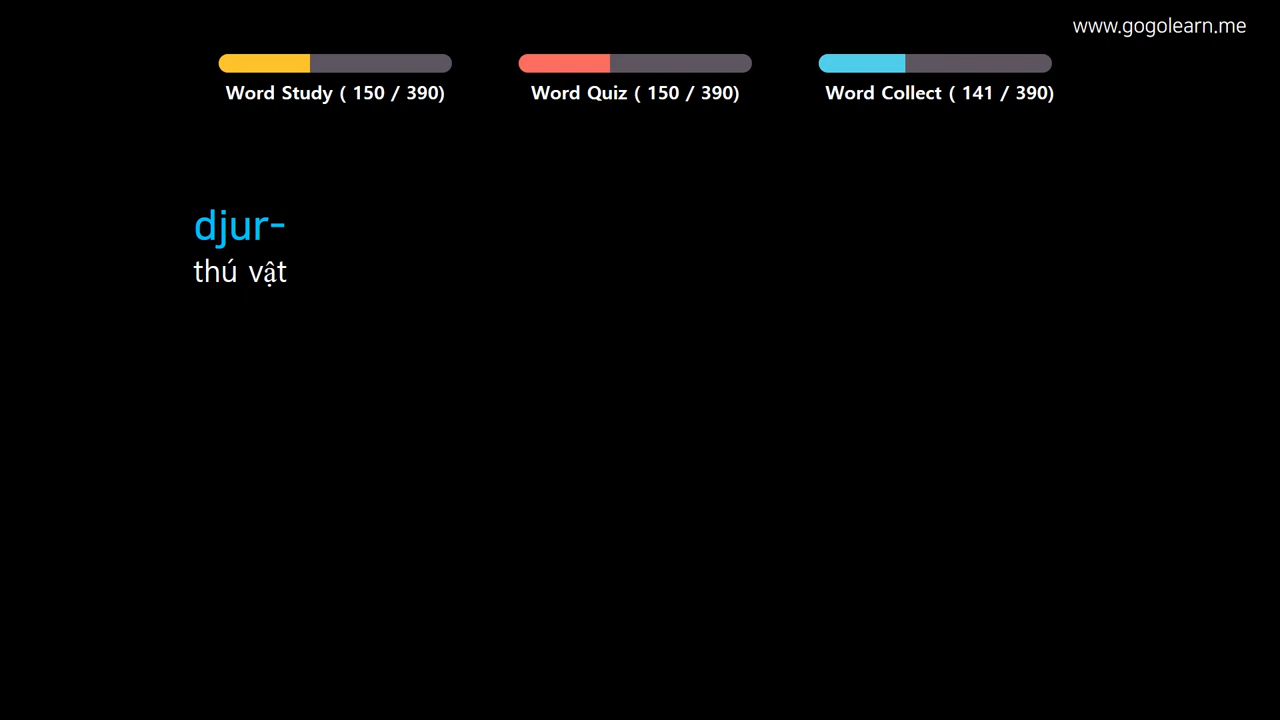 www.gogolearn.me
Word Study ( 150 / 390)
Word Quiz ( 150 / 390)
Word Collect ( 141 / 390)
djur-
thú vật